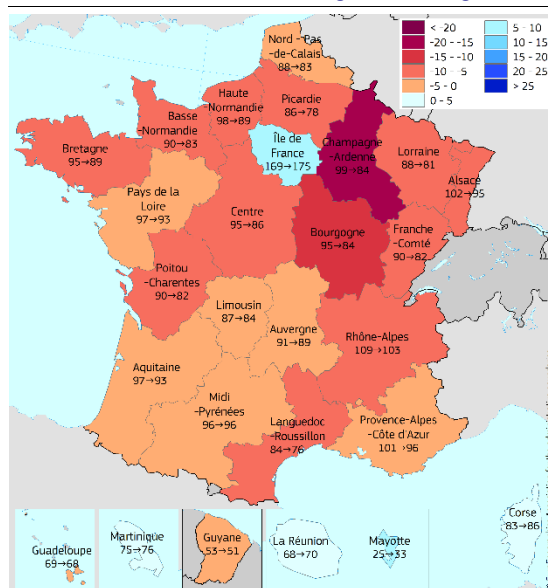 Nord - Pas
-de-Calais
88→83
< -20
-20 - -15
-15 - -10
-10 - -5
-5 - 0
0 - 5
5 - 10
10 - 15
15 - 20
20 - 25
> 25
Haute
-Normandie
98→89
Picardie
86→78
Basse
-Normandie
90→83
Île de
France
169→175
Champagne
-Ardenne
99→84
Lorraine
88→81
Alsace
102→95
Bretagne
95→89
Pays de la
Loire
97→93
Centre
95→86
Bourgogne
95→84
Franche
-Comté
90→82
Poitou
-Charentes
90→82
Limousin
87→84
Auvergne
91→89
Rhône-Alpes
109→103
Aquitaine
97→93
Midi
-Pyrénées
96→96
Languedoc
-Roussillon
84→76
Provence-Alpes
-Côte d'Azur
101→96
Guadeloupe
69→68
Martinique
75→76
Guyane
53→51
La Réunion
68→70
Mayotte
25→33
Corse
83→86